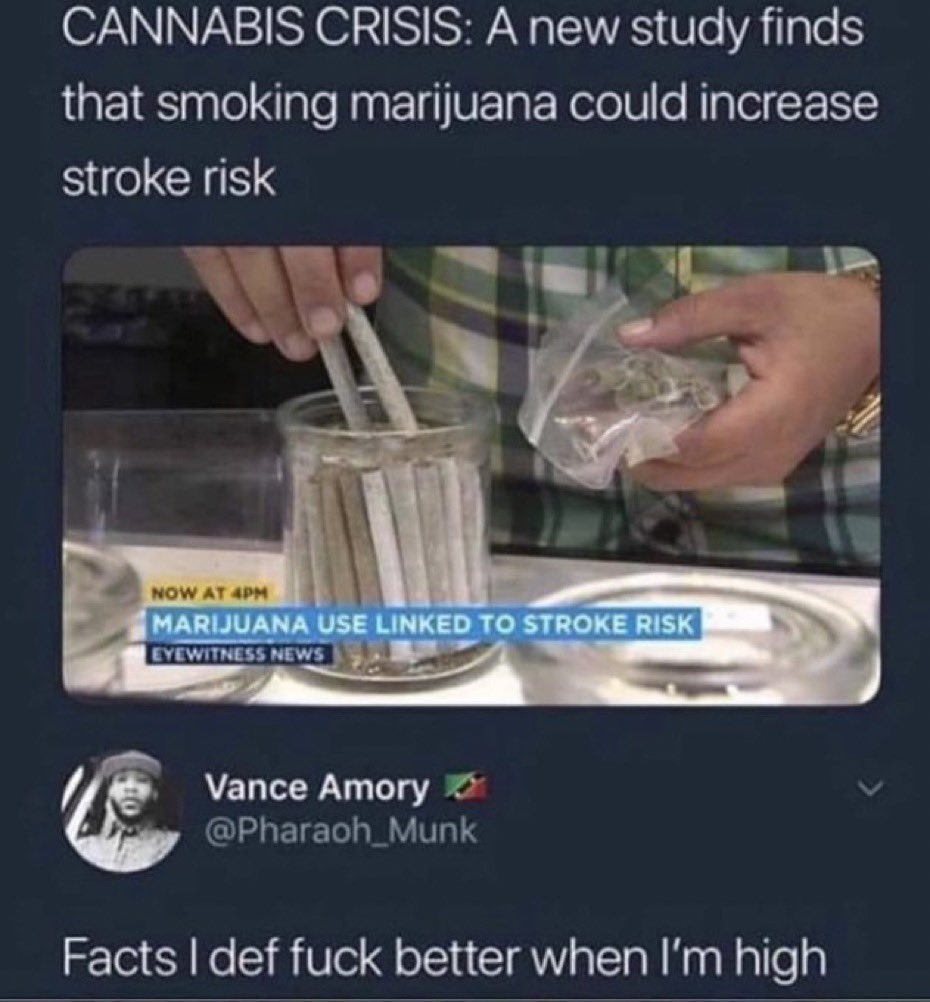 CANNABIS CRISIS: A new study finds
that smoking marijuana could increase
stroke risk
NOW AT 4PM
MARIJUANA USE LINKED TO STROKE RISK
EYEWITNESS NEWS
Vance Amory 🇰🇳
@Pharaoh_Munk
Facts I def fuck better when I'm high